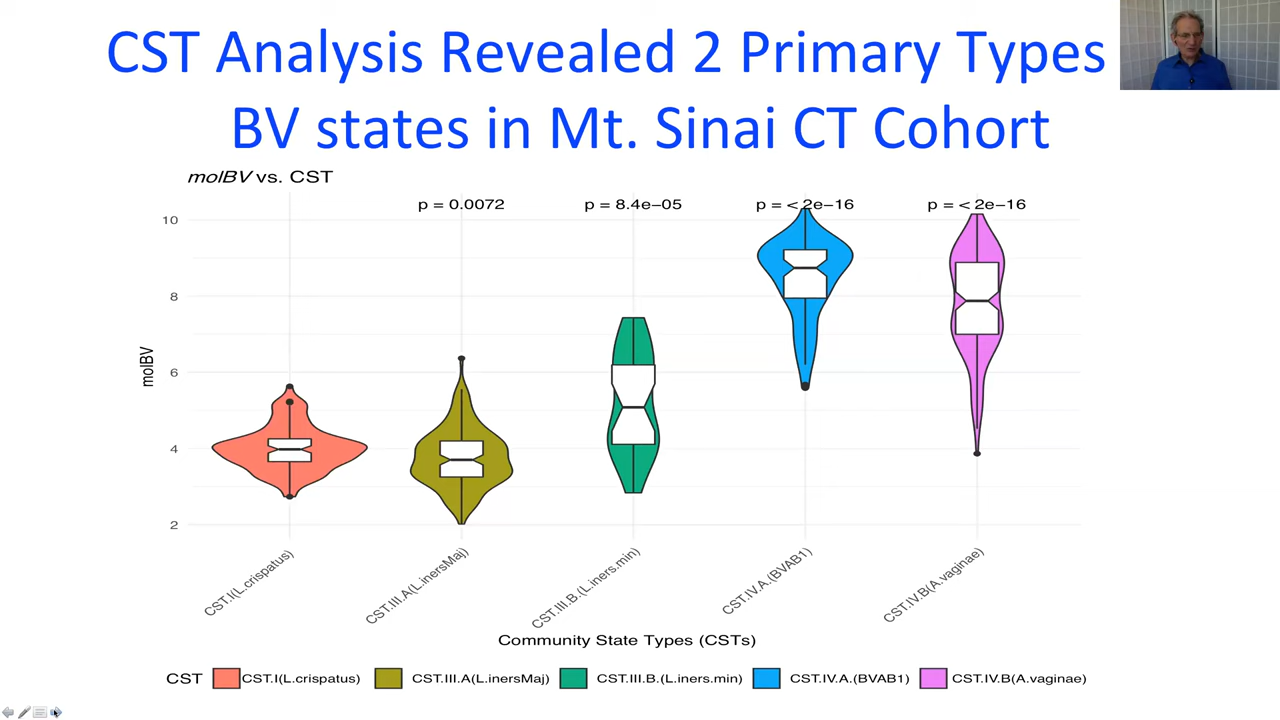 CST Analysis Revealed 2 Primary Types
BV states in Mt. Sinai CT Cohort
molBV vs. CST
p = 0.0072
p = 8.4e−05
p = < 2e−16
p = < 2e−16
10
8
6
4
2
molBV
CST.I(L.crispatus)
CST.III.A(L.inersMaj)
CST.III.B.(L.iners.min)
CST.IV.A.(BVAB1)
CST.IV.B(A.vaginae)
Community State Types (CSTs)
CST CST.I(L.crispatus) CST.III.A(L.inersMaj) CST.III.B.(L.iners.min) CST.IV.A.(BVAB1) CST.IV.B(A.vaginae)